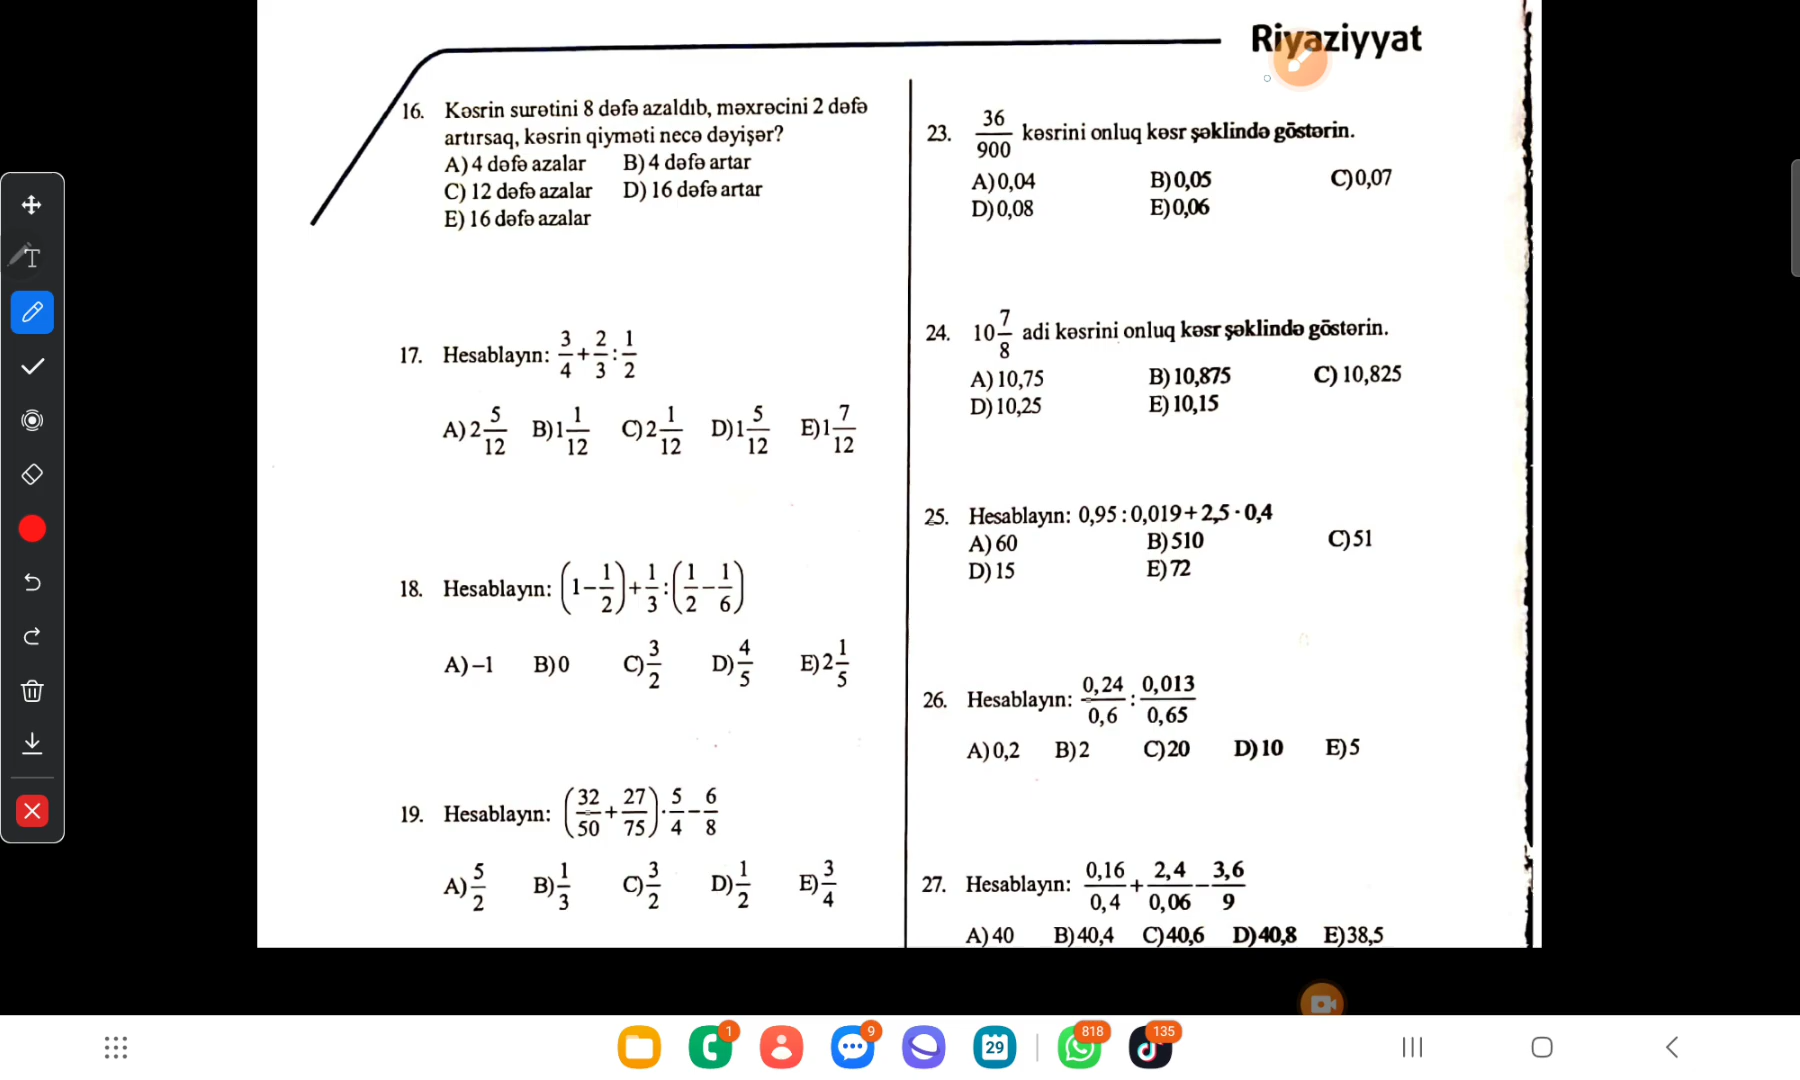 Riyaziyyat
16. Kəsrin surətini 8 dəfə azaldıb, məxrəcini 2 dəfə
artırsaq, kəsrin qiyməti necə dəyişər?
A) 4 dəfə azalar B) 4 dəfə artar
C) 12 dəfə azalar D) 16 dəfə artar
E) 16 dəfə azalar
17. Hesablayın: 3/4 + 2/3 : 1/2
A) 2 5/12 B) 1 1/12 C) 2 1/12 D) 1 5/12 E) 1 7/12
18. Hesablayın: (1 − 1/2) + 1/3 : (1/2 − 1/6)
A) −1 B) 0 C) 3/2 D) 4/5 E) 2 1/5
19. Hesablayın: (32/50 + 27/75) · 5/4 − 6/8
A) 5/2 B) 1/3 C) 3/2 D) 1/2 E) 3/4
23. 36/900 kəsrini onluq kəsr şəklində göstərin.
A) 0,04 B) 0,05 C) 0,07
D) 0,08 E) 0,06
24. 10 7/8 adi kəsrini onluq kəsr şəklində göstərin.
A) 10,75 B) 10,875 C) 10,825
D) 10,25 E) 10,15
25. Hesablayın: 0,95 : 0,019 + 2,5 · 0,4
A) 60 B) 510 C) 51
D) 15 E) 72
26. Hesablayın: 0,24/0,6 : 0,013/0,65
A) 0,2 B) 2 C) 20 D) 10 E) 5
27. Hesablayın: 0,16/0,4 + 2,4/0,06 − 3,6/9
A) 40 B) 40,4 C) 40,6 D) 40,8 E) 38,5
T
1 9 29 818 135